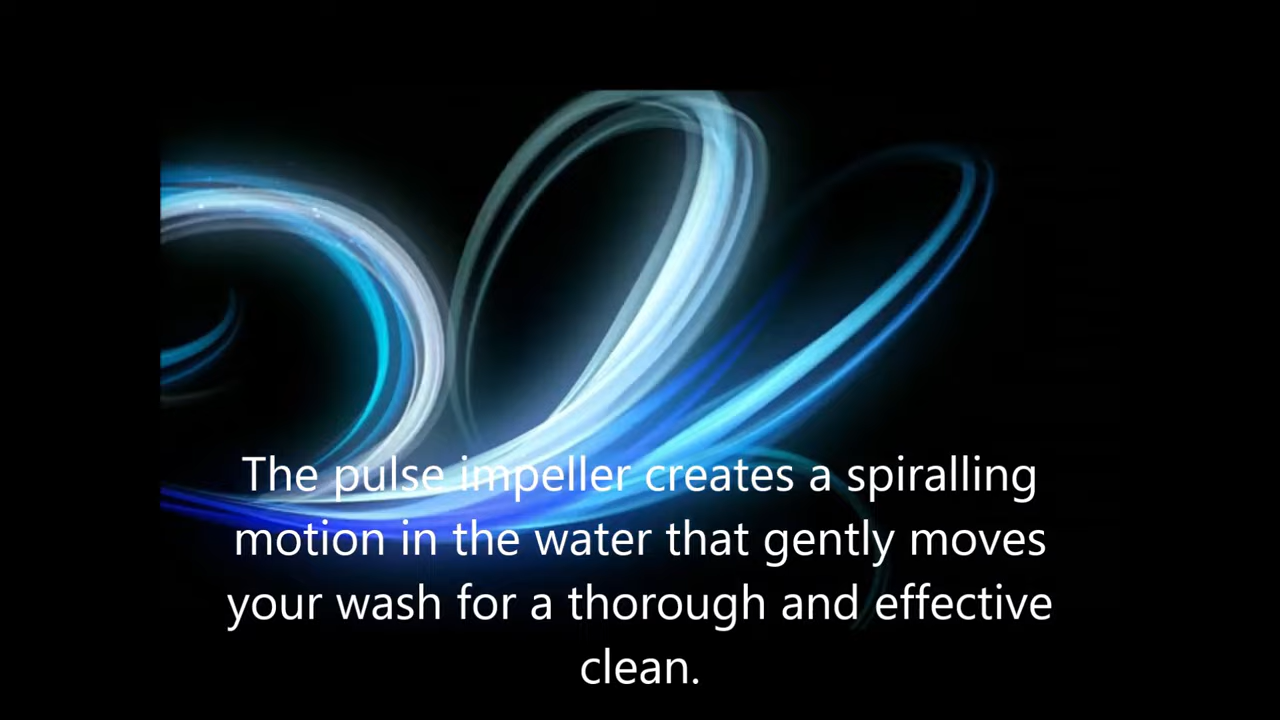 The pulse impeller creates a spiralling
motion in the water that gently moves
your wash for a thorough and effective
clean.